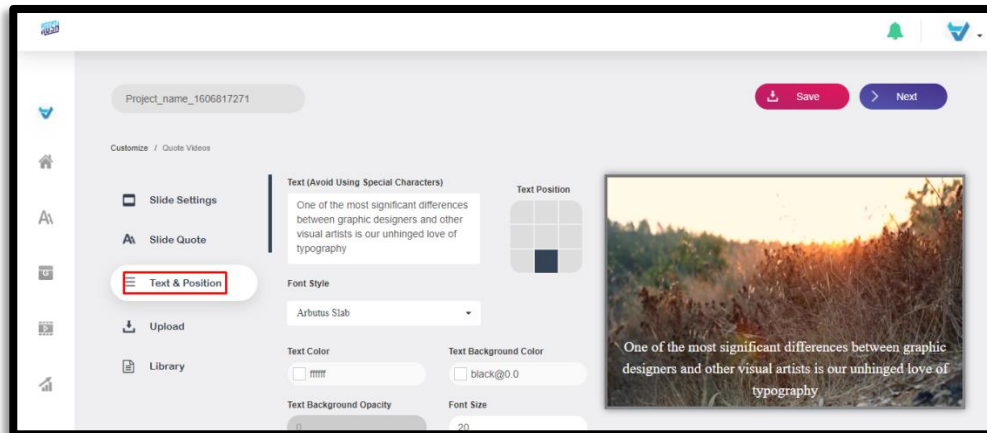 Project_name_1606817271
Save
Next
Customize / Quote Videos
Slide Settings
Slide Quote
Text & Position
Upload
Library
Text (Avoid Using Special Characters)
One of the most significant differences
between graphic designers and other
visual artists is our unhinged love of
typography
Text Position
Font Style
Arbutus Slab
Text Color
Text Background Color
ffffff
black@0.0
Text Background Opacity
Font Size
0
20
One of the most significant differences between graphic
designers and other visual artists is our unhinged love of
typography